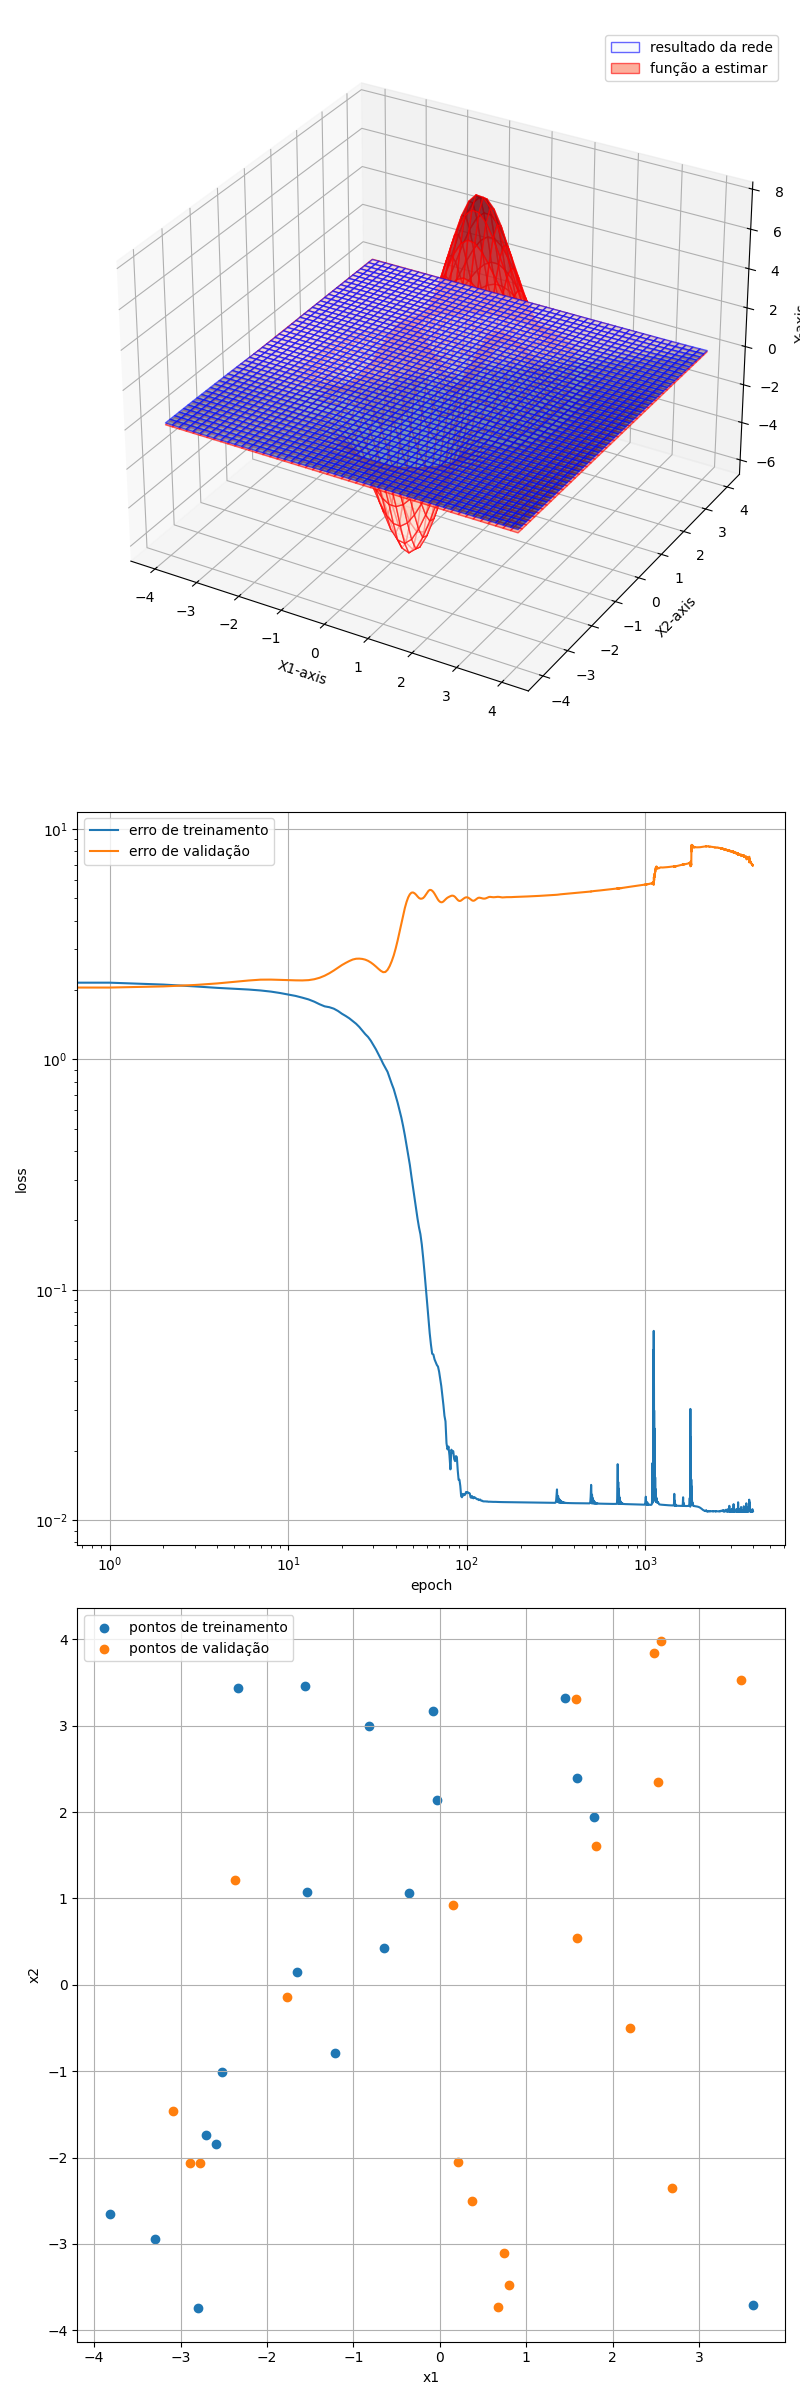 resultado da rede
função a estimar
8
6
4
2
0
−2
−4
−6
Y-axis
−4
−3
−2
−1
0
1
2
3
4
X1-axis
−4
−3
−2
−1
0
1
2
3
4
X2-axis
erro de treinamento
erro de validação
10¹
10⁰
10⁻¹
10⁻²
loss
10⁰ 10¹ 10² 10³
epoch
pontos de treinamento
pontos de validação
4
3
2
1
0
−1
−2
−3
−4
x2
−4 −3 −2 −1 0 1 2 3
x1